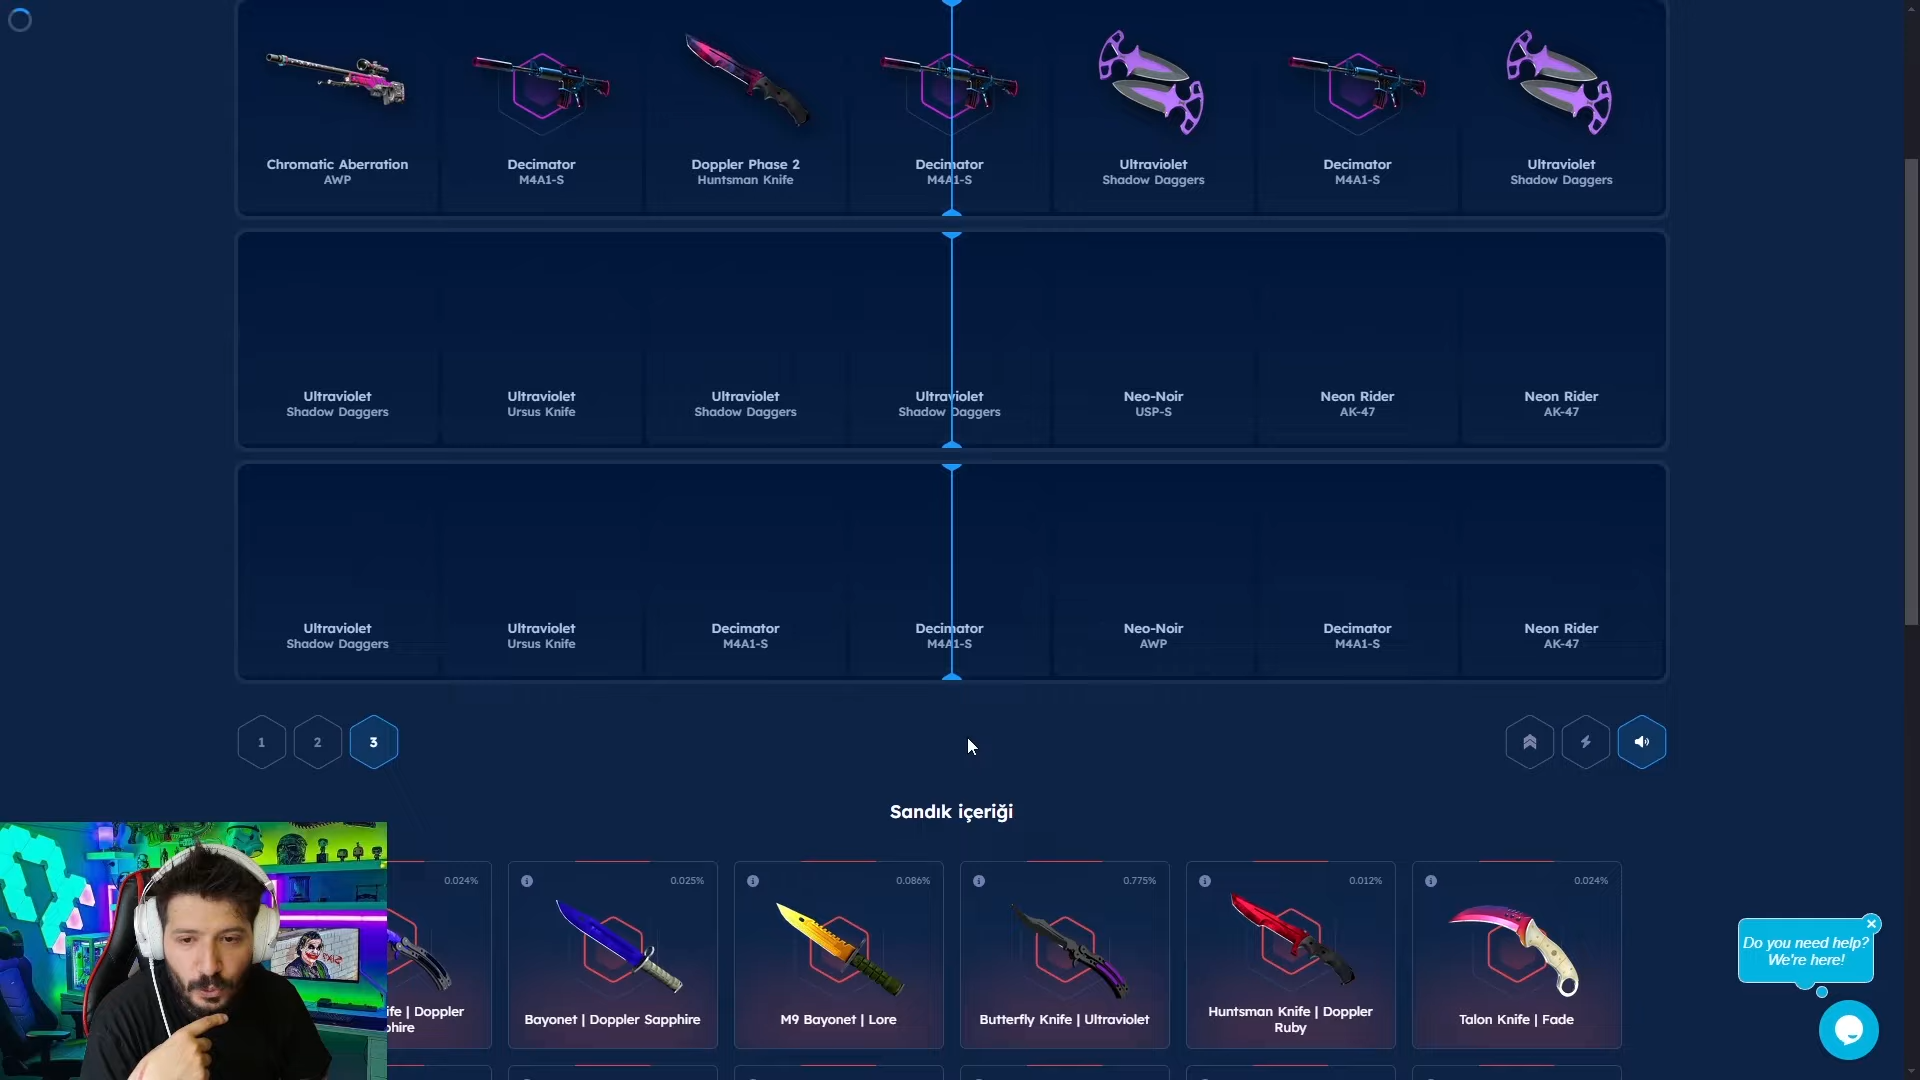 Chromatic Aberration
AWP
Decimator
M4A1-S
Doppler Phase 2
Huntsman Knife
Decimator
M4A1-S
Ultraviolet
Shadow Daggers
Decimator
M4A1-S
Ultraviolet
Shadow Daggers
Ultraviolet
Shadow Daggers
Ultraviolet
Ursus Knife
Ultraviolet
Shadow Daggers
Ultraviolet
Shadow Daggers
Neo-Noir
USP-S
Neon Rider
AK-47
Neon Rider
AK-47
Ultraviolet
Shadow Daggers
Ultraviolet
Ursus Knife
Decimator
M4A1-S
Decimator
M4A1-S
Neo-Noir
AWP
Decimator
M4A1-S
Neon Rider
AK-47
1
2
3
Sandık içeriği
0.024%
ife | Doppler
phire
0.025%
Bayonet | Doppler Sapphire
0.086%
M9 Bayonet | Lore
0.775%
Butterfly Knife | Ultraviolet
0.012%
Huntsman Knife | Doppler
Ruby
0.024%
Talon Knife | Fade
Do you need help?
We're here!